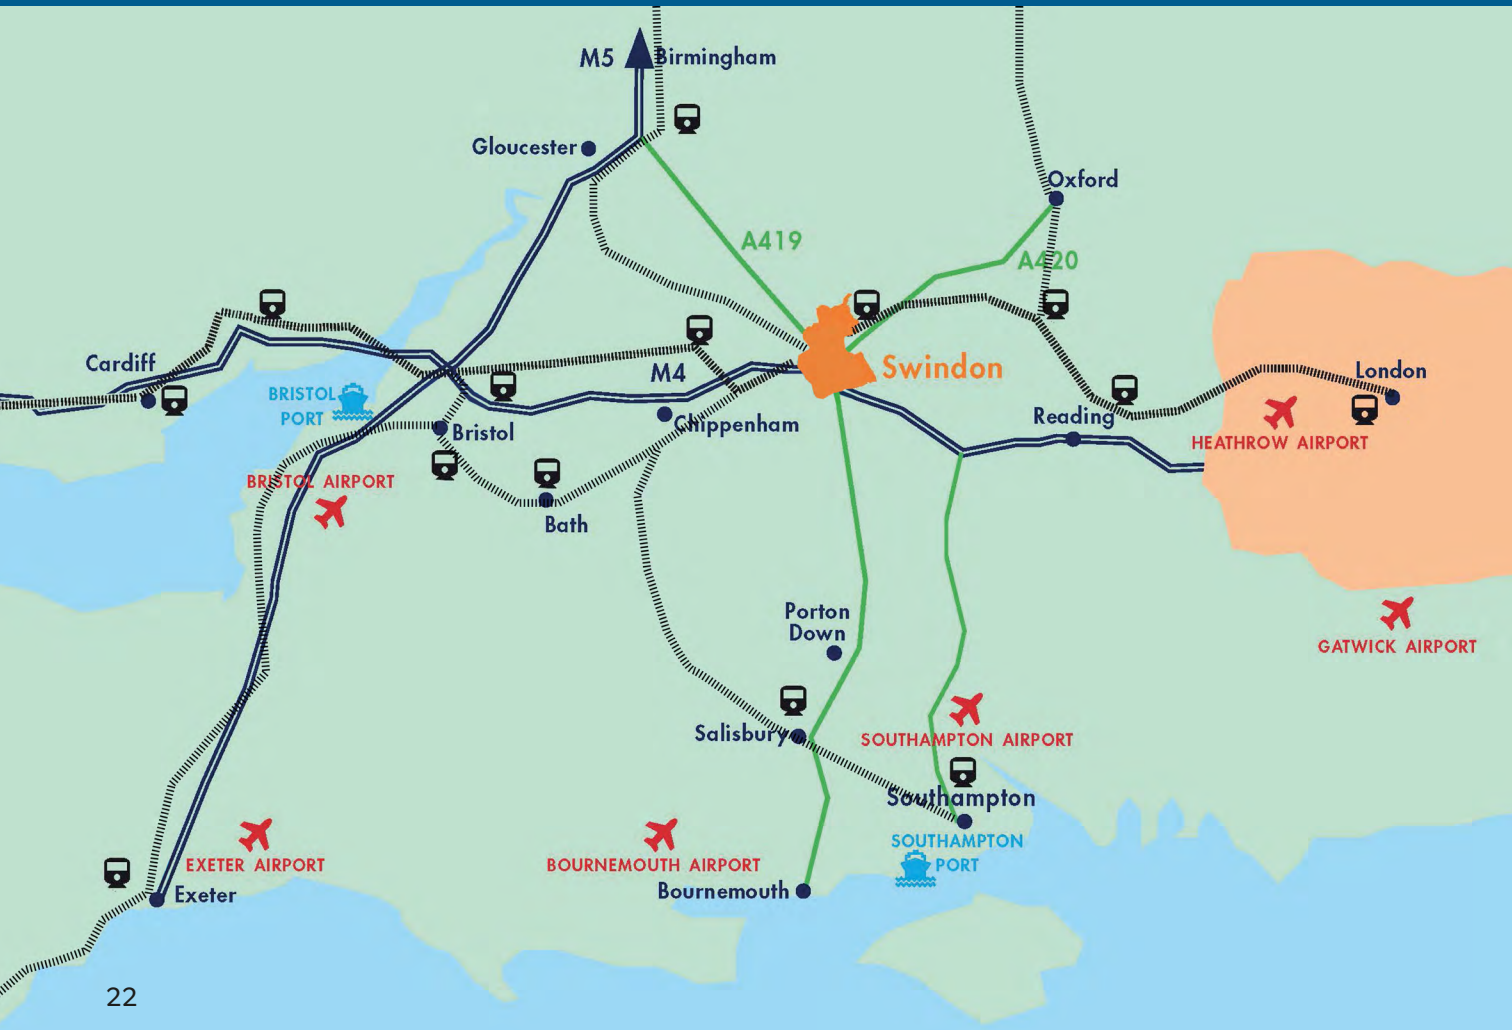 M5
Birmingham
Gloucester
Oxford
A419
A420
Cardiff
M4
Swindon
London
BRISTOL
PORT
Chippenham
Reading
Bristol
HEATHROW AIRPORT
BRISTOL AIRPORT
Bath
Porton
Down
GATWICK AIRPORT
Salisbury
SOUTHAMPTON AIRPORT
Southampton
SOUTHAMPTON
PORT
EXETER AIRPORT
BOURNEMOUTH AIRPORT
Bournemouth
Exeter
22